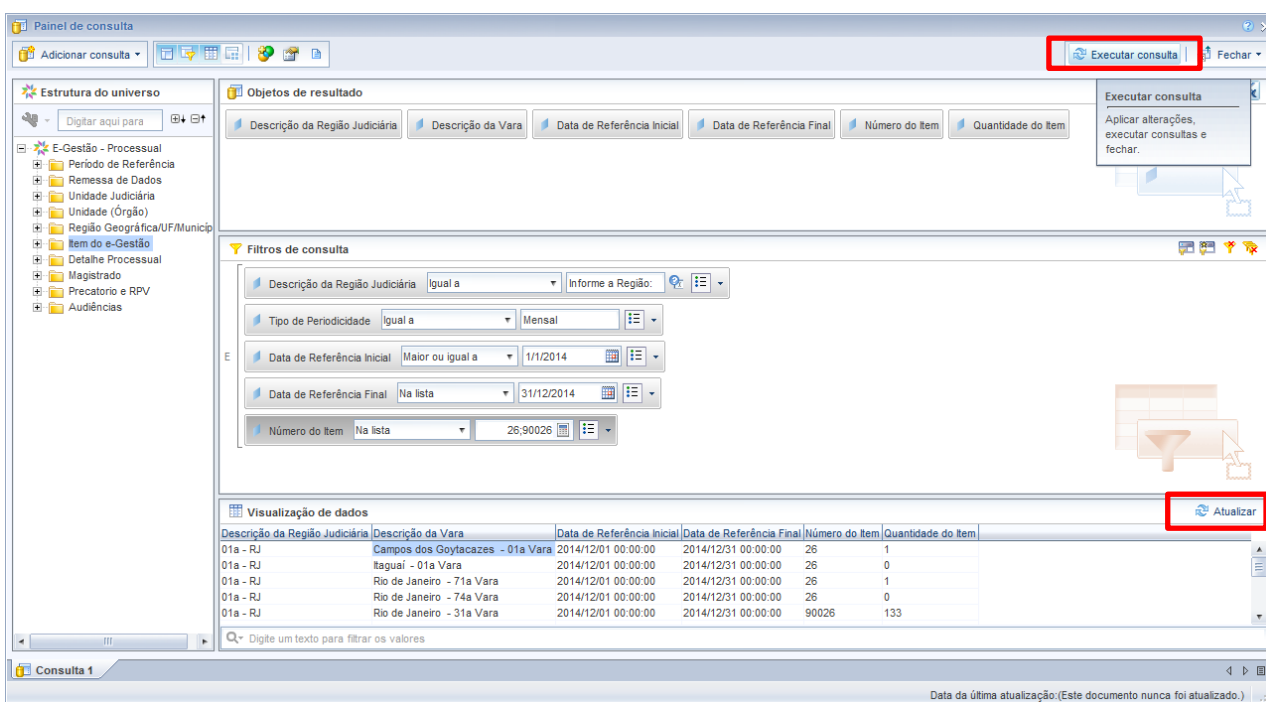 Painel de consulta
Adicionar consulta
Executar consulta
Fechar
Estrutura do universo
Digitar aqui para
E-Gestão - Processual
Período de Referência
Remessa de Dados
Unidade Judiciária
Unidade (Órgão)
Região Geográfica/UF/Municíp
Item do e-Gestão
Detalhe Processual
Magistrado
Precatorio e RPV
Audiências
Objetos de resultado
Descrição da Região Judiciária Descrição da Vara Data de Referência Inicial Data de Referência Final Número do Item Quantidade do Item
Executar consulta
Aplicar alterações,
executar consultas e
fechar.
Filtros de consulta
Descrição da Região Judiciária Igual a Informe a Região:
Tipo de Periodicidade Igual a Mensal
E Data de Referência Inicial Maior ou igual a 1/1/2014
Data de Referência Final Na lista 31/12/2014
Número do Item Na lista 26;90026
Visualização de dados
Atualizar
Descrição da Região Judiciária Descrição da Vara Data de Referência Inicial Data de Referência Final Número do Item Quantidade do Item
01a - RJ Campos dos Goytacazes - 01a Vara 2014/12/01 00:00:00 2014/12/31 00:00:00 26 1
01a - RJ Itaguaí - 01a Vara 2014/12/01 00:00:00 2014/12/31 00:00:00 26 0
01a - RJ Rio de Janeiro - 71a Vara 2014/12/01 00:00:00 2014/12/31 00:00:00 26 1
01a - RJ Rio de Janeiro - 74a Vara 2014/12/01 00:00:00 2014/12/31 00:00:00 26 0
01a - RJ Rio de Janeiro - 31a Vara 2014/12/01 00:00:00 2014/12/31 00:00:00 90026 133
Digite um texto para filtrar os valores
Consulta 1
Data da última atualização:(Este documento nunca foi atualizado.)